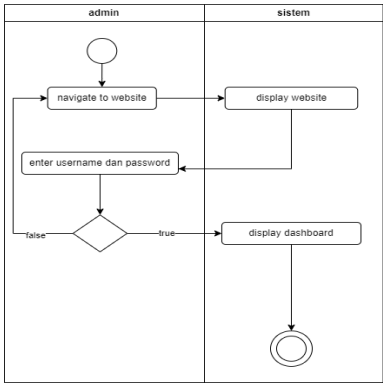 admin
sistem
navigate to website
display website
enter username dan password
false
true
display dashboard